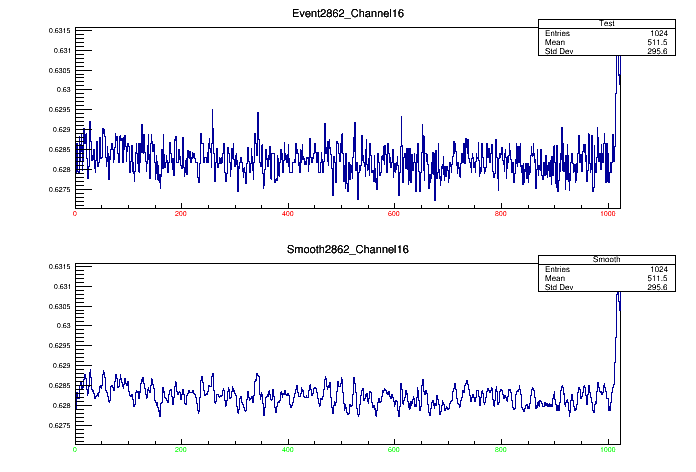 Event2862_Channel16
Test
Entries 1024
Mean 511.5
Std Dev 295.6
0.6315
0.631
0.6305
0.63
0.6295
0.629
0.6285
0.628
0.6275
0 200 400 600 800 1000
Smooth2862_Channel16
Smooth
Entries 1024
Mean 511.5
Std Dev 295.6
0.6315
0.631
0.6305
0.63
0.6295
0.629
0.6285
0.628
0.6275
0 200 400 600 800 1000